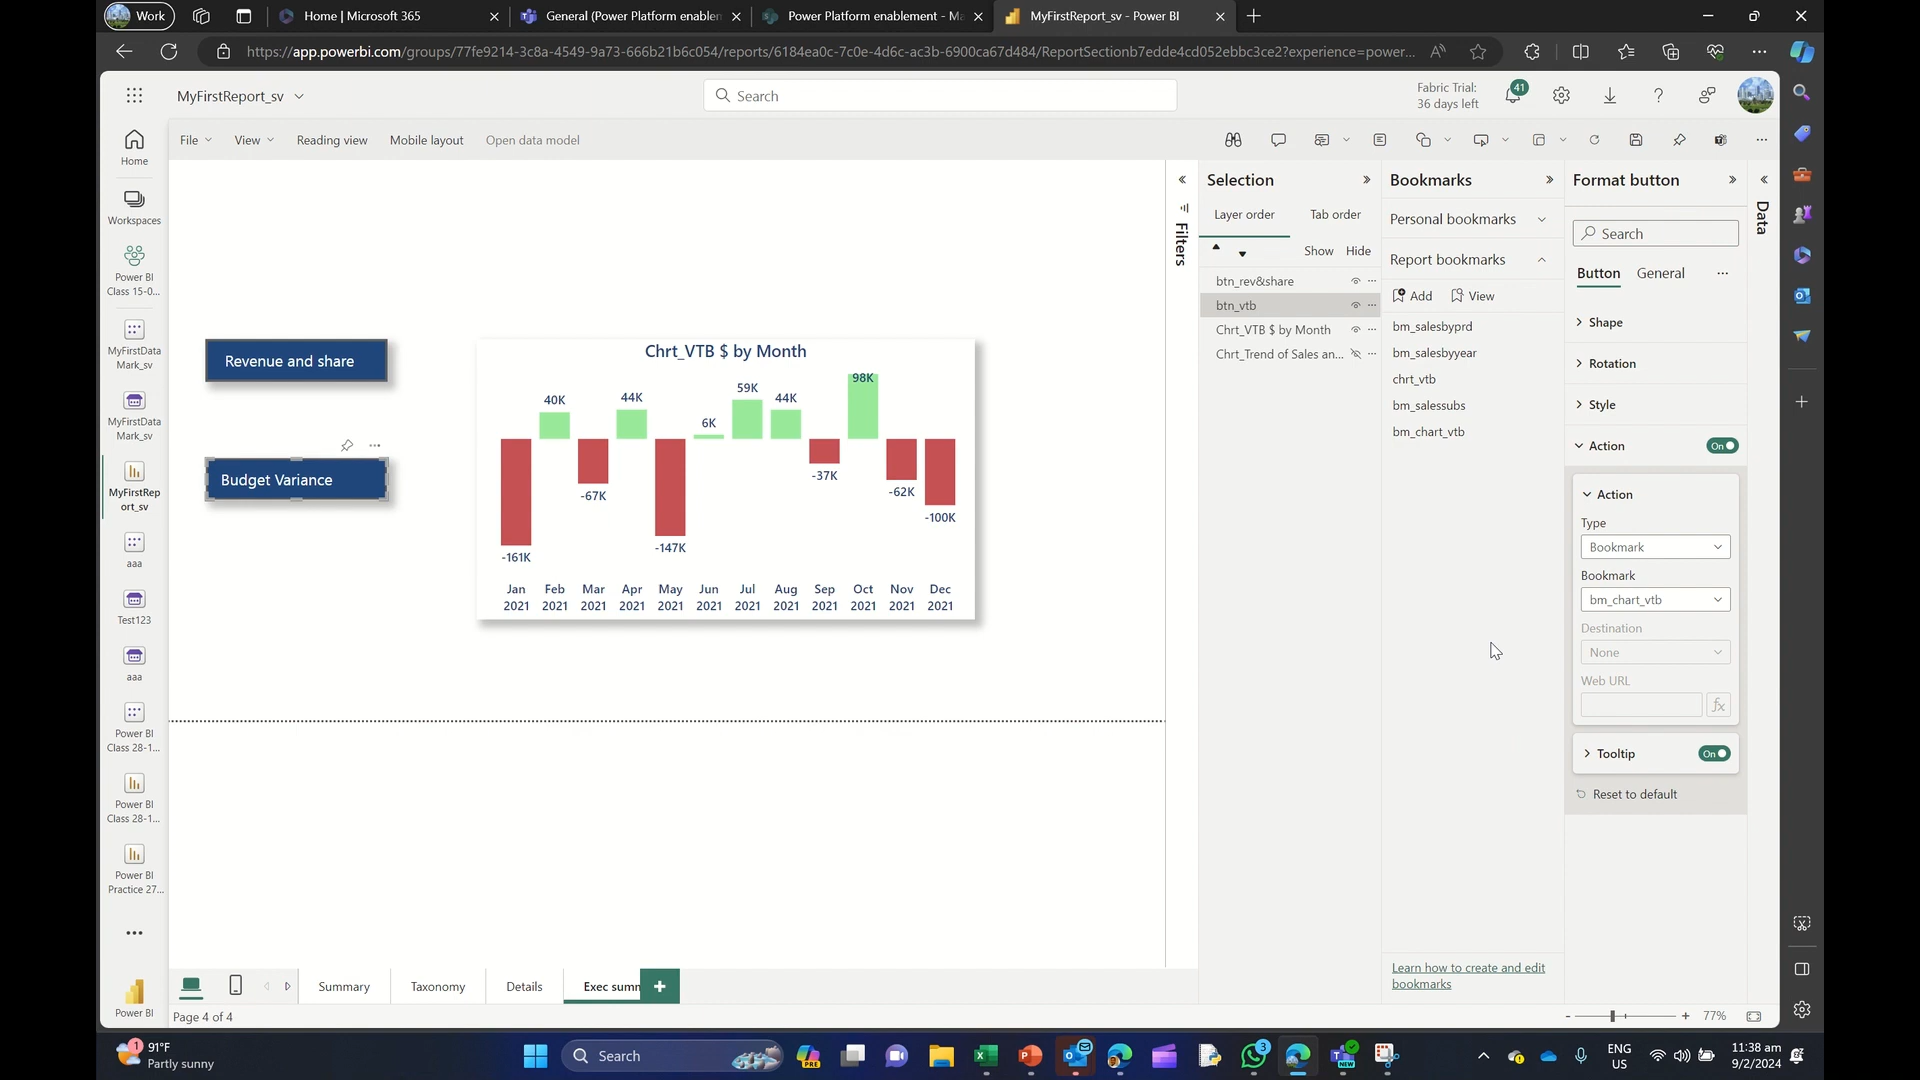 Work
Home | Microsoft 365
General (Power Platform enablen
Power Platform enablement - Ma
MyFirstReport_sv - Power BI
https://app.powerbi.com/groups/77fe9214-3c8a-4549-9a73-666b21b6c054/reports/6184ea0c-7c0e-4d6c-ac3b-6900ca67d484/ReportSectionb7edde4cd052ebbc3ce2?experience=power...
MyFirstReport_sv
Search
Fabric Trial:
36 days left
41
File
View
Reading view
Mobile layout
Open data model
Home
Workspaces
Power BI
Class 15-0...
MyFirstData
Mark_sv
MyFirstData
Mark_sv
MyFirstRep
ort_sv
aaa
Test123
aaa
Power BI
Class 28-1...
Power BI
Class 28-1...
Power BI
Practice 27...
Power BI
Revenue and share
Budget Variance
Chrt_VTB $ by Month
98K
59K
40K
44K
44K
6K
-37K
-67K
-62K
-100K
-147K
-161K
Jan Feb Mar Apr May Jun Jul Aug Sep Oct Nov Dec
2021 2021 2021 2021 2021 2021 2021 2021 2021 2021 2021 2021
Filters
Selection
Layer order
Tab order
Show
Hide
btn_rev&share
btn_vtb
Chrt_VTB $ by Month
Chrt_Trend of Sales an...
Bookmarks
Personal bookmarks
Report bookmarks
Add
View
bm_salesbyprd
bm_salesbyyear
chrt_vtb
bm_salessubs
bm_chart_vtb
Learn how to create and edit
bookmarks
Format button
Search
Button
General
Shape
Rotation
Style
Action
On
Action
Type
Bookmark
Bookmark
bm_chart_vtb
Destination
None
Web URL
fx
Tooltip
On
Reset to default
Data
Summary
Taxonomy
Details
Exec summ
Page 4 of 4
- + 77%
1
91°F
Partly sunny
Search
PRE
3
NEW
ENG
US
11:38 am
9/2/2024